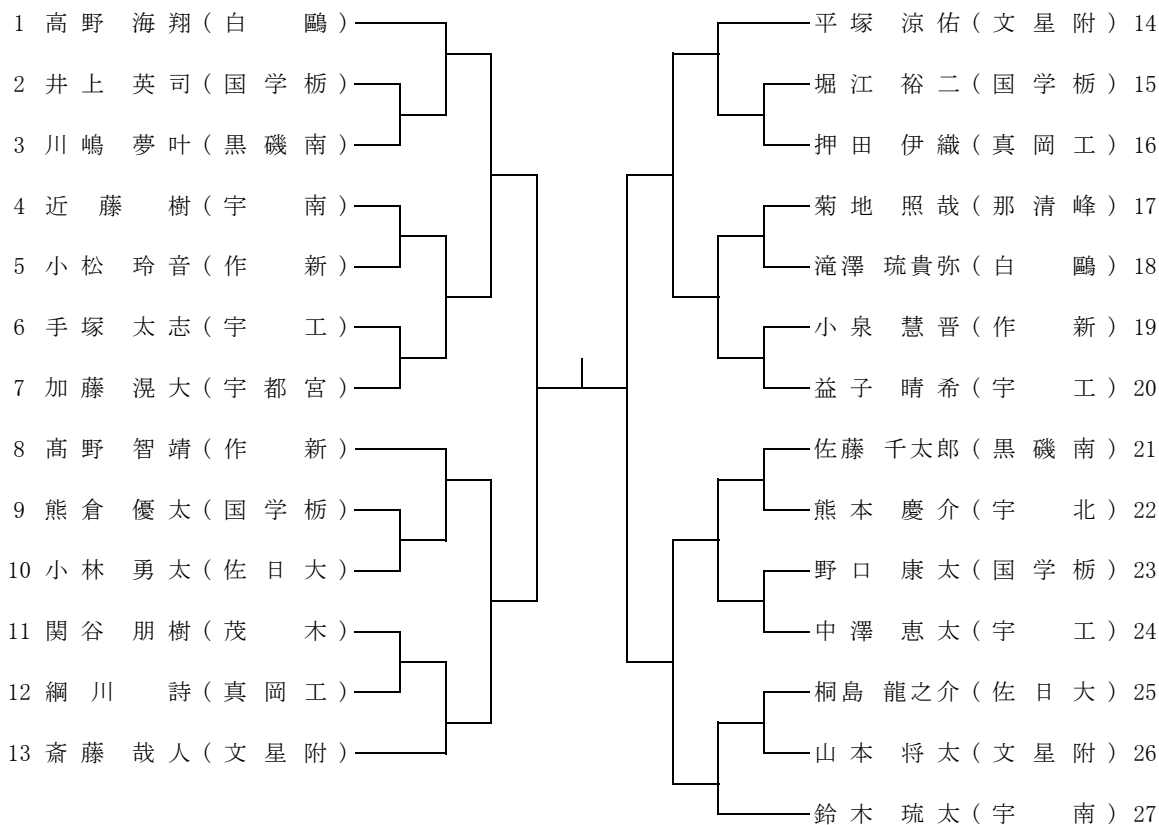 1 高野 海翔(白 鷗)
2 井上 英司(国学栃)
3 川嶋 夢叶(黒磯南)
4 近藤 樹(宇 南)
5 小松 玲音(作 新)
6 手塚 太志(宇 工)
7 加藤 滉大(宇都宮)
8 髙野 智靖(作 新)
9 熊倉 優太(国学栃)
10 小林 勇太(佐日大)
11 関谷 朋樹(茂 木)
12 綱川 詩(真岡工)
13 斎藤 哉人(文星附)
平塚 涼佑(文星附) 14
堀江 裕二(国学栃) 15
押田 伊織(真岡工) 16
菊地 照哉(那清峰) 17
滝澤 琉貴弥(白 鷗) 18
小泉 慧晋(作 新) 19
益子 晴希(宇 工) 20
佐藤 千太郎(黒磯南) 21
熊本 慶介(宇 北) 22
野口 康太(国学栃) 23
中澤 恵太(宇 工) 24
桐島 龍之介(佐日大) 25
山本 将太(文星附) 26
鈴木 琉太(宇 南) 27